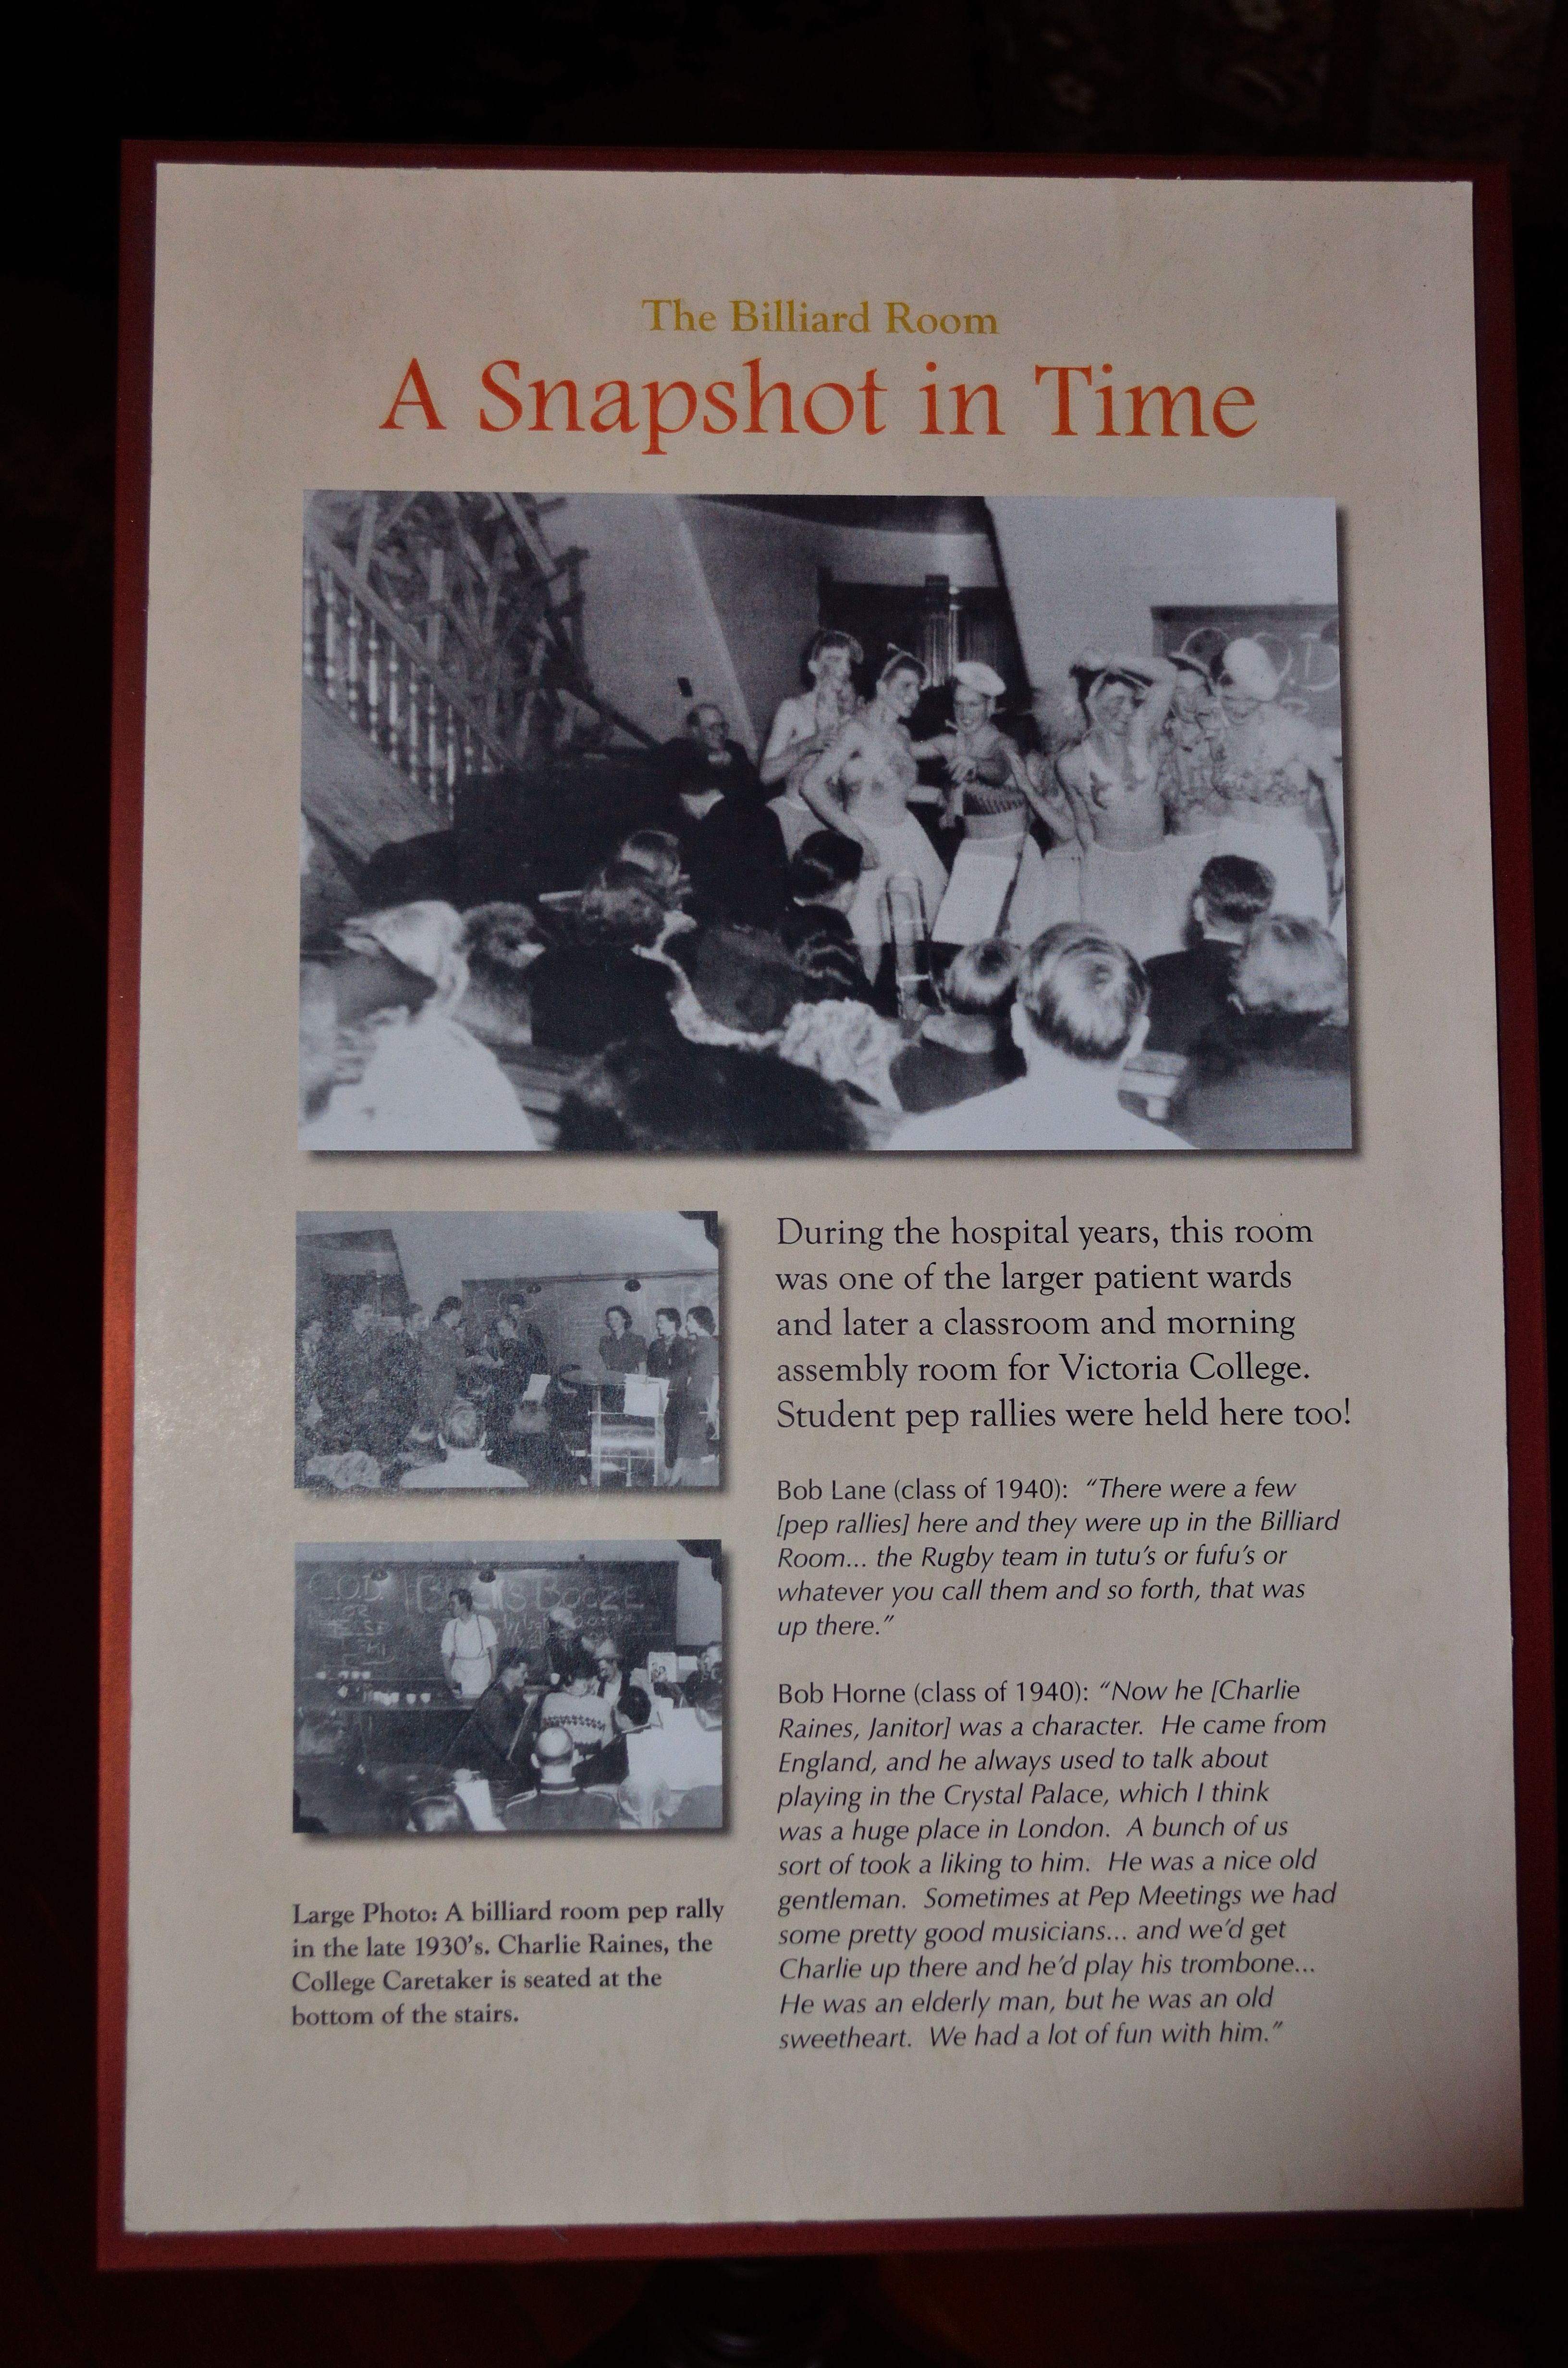 The Billiard Room
A Snapshot in Time
During the hospital years, this room
was one of the larger patient wards
and later a classroom and morning
assembly room for Victoria College.
Student pep rallies were held here too!
Bob Lane (class of 1940): “There were a few
[pep rallies] here and they were up in the Billiard
Room... the Rugby team in tutu’s or fufu’s or
whatever you call them and so forth, that was
up there.”
Bob Horne (class of 1940): “Now he [Charlie
Raines, Janitor] was a character. He came from
England, and he always used to talk about
playing in the Crystal Palace, which I think
was a huge place in London. A bunch of us
sort of took a liking to him. He was a nice old
gentleman. Sometimes at Pep Meetings we had
some pretty good musicians... and we’d get
Charlie up there and he’d play his trombone...
He was an elderly man, but he was an old
sweetheart. We had a lot of fun with him.”
BOOZE
Large Photo: A billiard room pep rally
in the late 1930’s. Charlie Raines, the
College Caretaker is seated at the
bottom of the stairs.